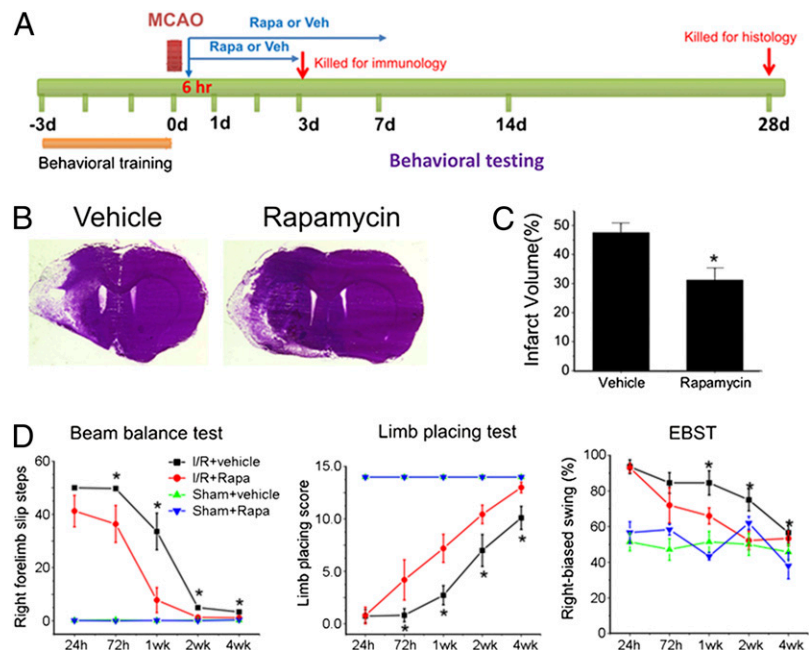 A
MCAO
Rapa or Veh
Rapa or Veh
Killed for immunology
Killed for histology
6 hr
-3d 0d 1d 3d 7d 14d 28d
Behavioral training
Behavioral testing
B
Vehicle Rapamycin
C
Infarct Volume(%)
50
40
30
20
10
0
Vehicle Rapamycin
*
D
Beam balance test
Right forelimb slip steps
60
40
20
0
I/R+vehicle
I/R+Rapa
Sham+vehicle
Sham+Rapa
* * * *
24h 72h 1wk 2wk 4wk
Limb placing test
Limb placing score
15.0
10.0
5.0
0.0
* * * *
24h 72h 1wk 2wk 4wk
EBST
Right-biased swing (%)
100
80
60
40
20
0
* * *
24h 72h 1wk 2wk 4wk